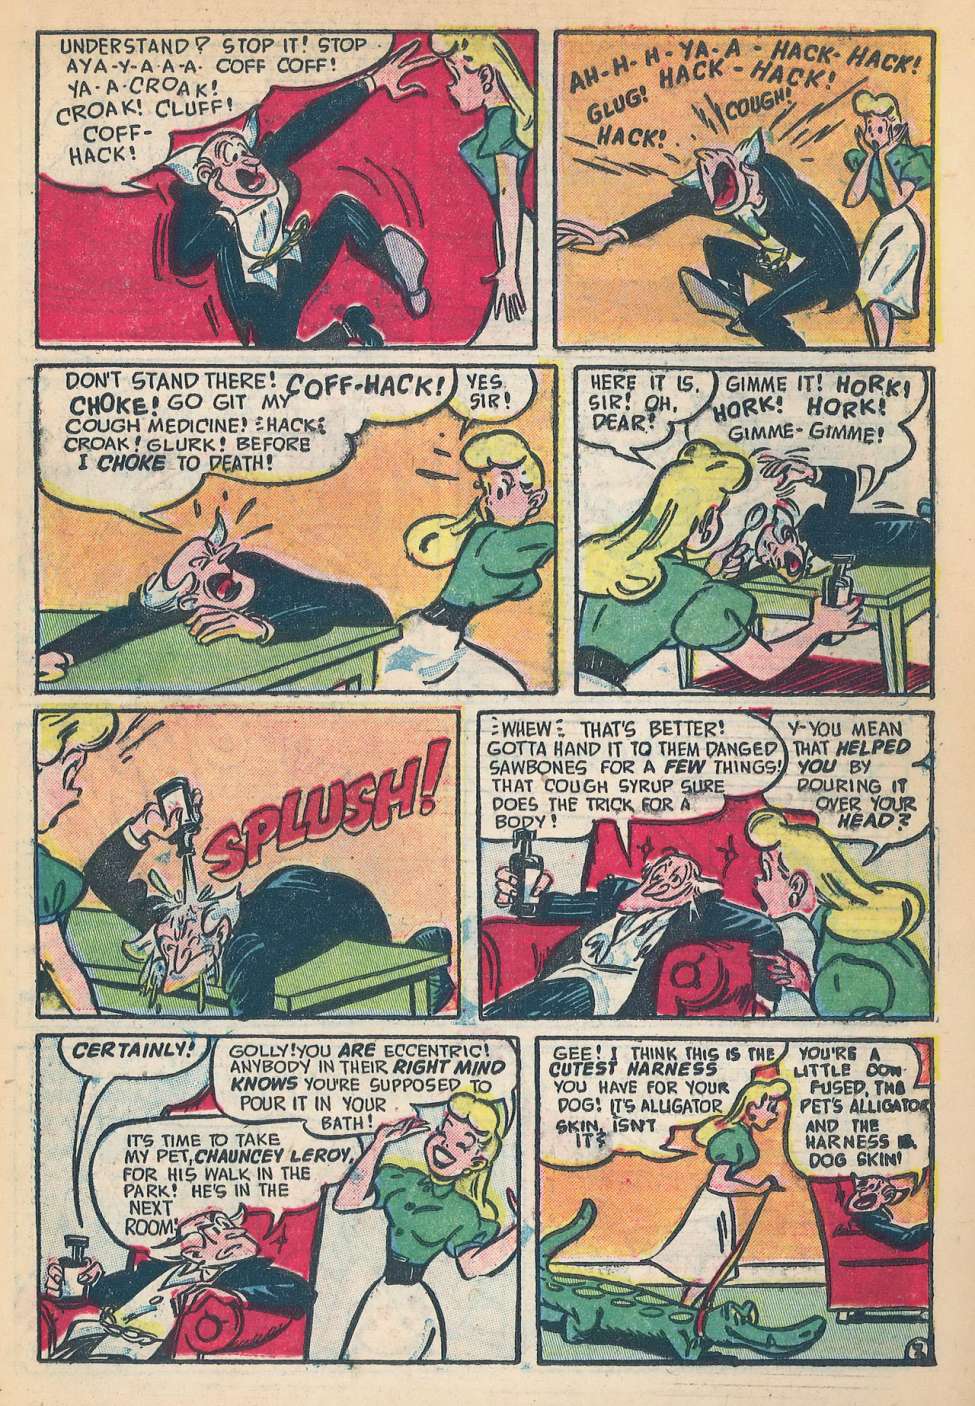 UNDERSTAND? STOP IT! STOP
AYA-Y-A-A-A- COFF COFF!
YA-A-CROAK!
CROAK! CLUFF!
COFF-
HACK!
AH-H-H-YA-A-HACK-HACK!
HACK-HACK!
GLUG!
COUGH!
HACK!
DON'T STAND THERE! COFF-HACK!
CHOKE! GO GIT MY
COUGH MEDICINE! HACK
CROAK! GLURK! BEFORE
I CHOKE TO DEATH!
YES,
SIR!
HERE IT IS,
SIR! OH,
DEAR!
GIMME IT! HORK!
HORK! HORK!
GIMME-GIMME!
SPLUSH!
WHEW THAT'S BETTER!
GOTTA HAND IT TO THEM DANGED
SAWBONES FOR A FEW THINGS!
THAT COUGH SYRUP SURE
DOES THE TRICK FOR A
BODY!
Y-YOU MEAN
THAT HELPED
YOU BY
POURING IT
OVER YOUR
HEAD?
CERTAINLY!
GOLLY! YOU ARE ECCENTRIC!
ANYBODY IN THEIR RIGHT MIND
KNOWS YOU'RE SUPPOSED TO
POUR IT IN YOUR
BATH!
IT'S TIME TO TAKE
MY PET, CHAUNCEY LEROY,
FOR HIS WALK IN THE
PARK! HE'S IN THE
NEXT
ROOM!
GEE! I THINK THIS IS THE
CUTEST HARNESS
YOU HAVE FOR YOUR
DOG! IT'S ALLIGATOR
SKIN, ISN'T
IT?
YOU'RE A
LITTLE CON-
FUSED, THE
PET'S ALLIGATOR
AND THE
HARNESS IS
DOG SKIN!